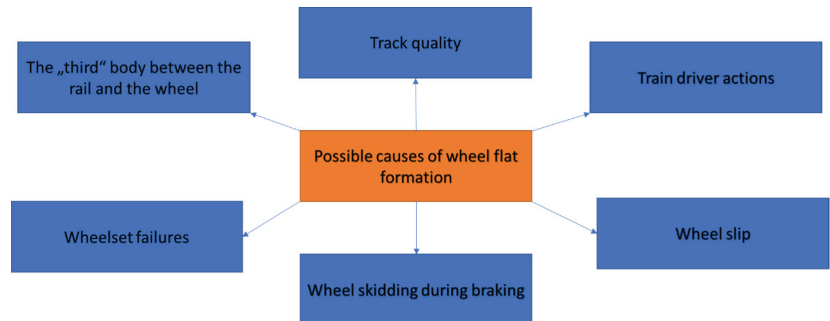 Track quality
The „third“ body between the
rail and the wheel
Train driver actions
Possible causes of wheel flat
formation
Wheelset failures
Wheel slip
Wheel skidding during braking